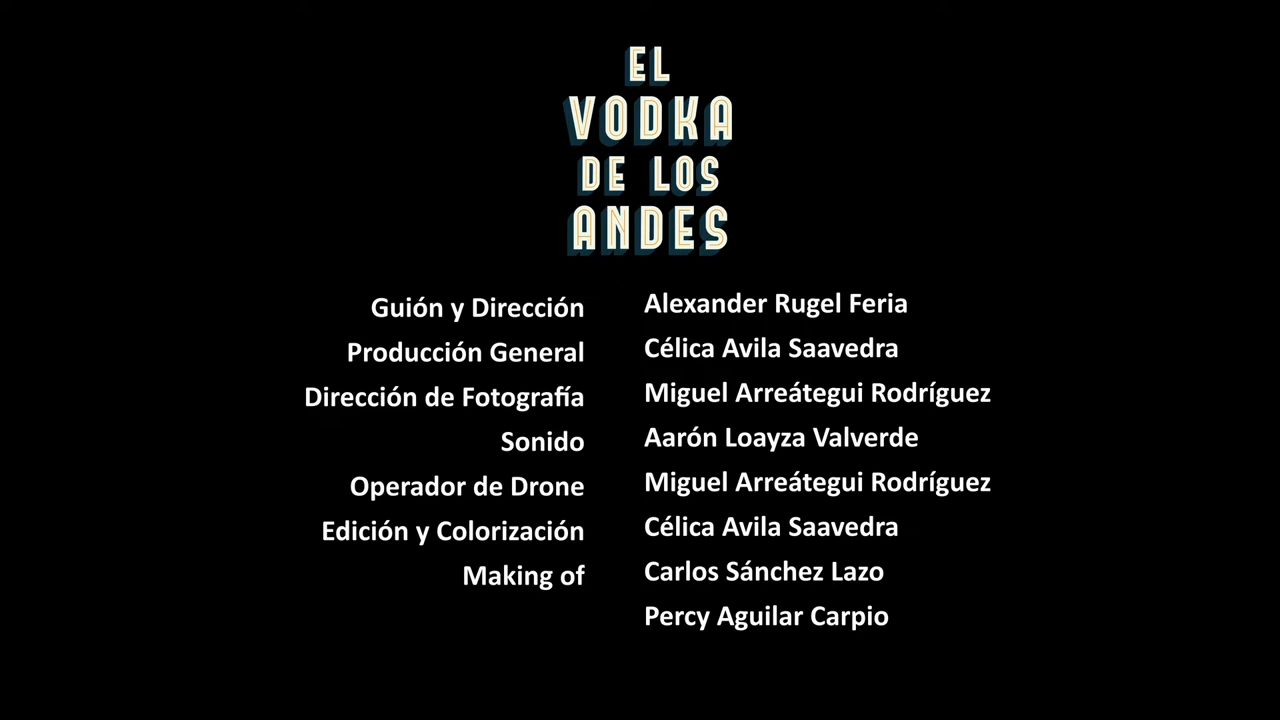 EL
VODKA
DE LOS
ANDES
Guión y Dirección Alexander Rugel Feria
Producción General Célica Avila Saavedra
Dirección de Fotografía Miguel Arreátegui Rodríguez
Sonido Aarón Loayza Valverde
Operador de Drone Miguel Arreátegui Rodríguez
Edición y Colorización Célica Avila Saavedra
Making of Carlos Sánchez Lazo
Percy Aguilar Carpio